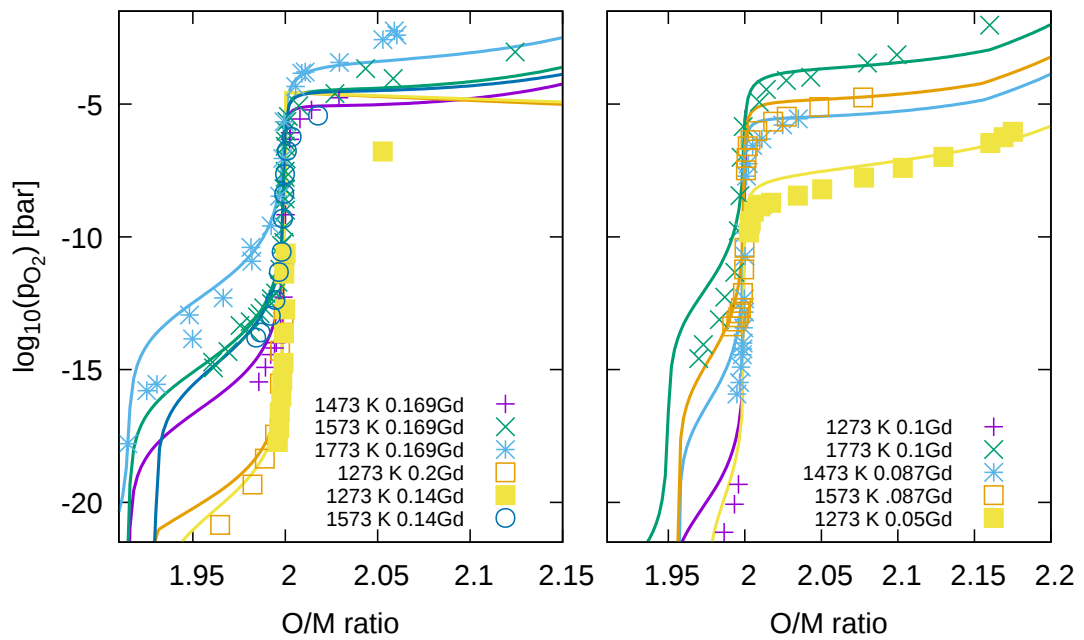 log10(pO2) [bar]
-5
-10
-15
-20
1.95
2
2.05
2.1
2.15
O/M ratio
1473 K 0.169Gd
1573 K 0.169Gd
1773 K 0.169Gd
1273 K 0.2Gd
1273 K 0.14Gd
1573 K 0.14Gd
1.95
2
2.05
2.1
2.15
2.2
O/M ratio
1273 K 0.1Gd
1773 K 0.1Gd
1473 K 0.087Gd
1573 K .087Gd
1273 K 0.05Gd